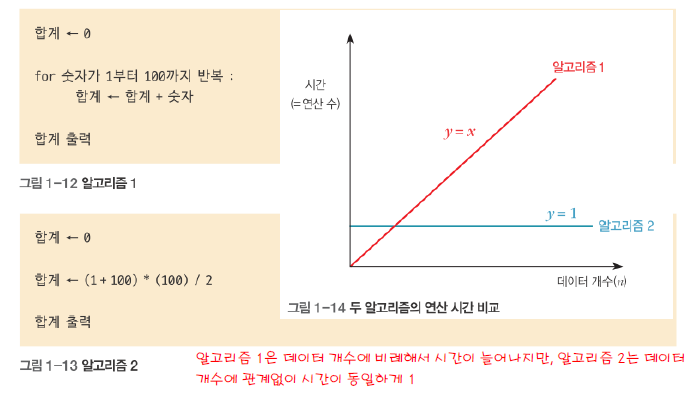 합계 ← 0
for 숫자가 1부터 100까지 반복 :
합계 ← 합계 + 숫자
합계 출력
그림 1-12 알고리즘 1
합계 ← 0
합계 ← (1+100) * (100) / 2
합계 출력
그림 1-13 알고리즘 2
시간
(=연산 수)
알고리즘 1
y = x
y = 1
알고리즘 2
데이터 개수(n)
그림 1-14 두 알고리즘의 연산 시간 비교
알고리즘 1은 데이터 개수에 비례해서 시간이 늘어나지만, 알고리즘 2는 데이터
개수에 관계없이 시간이 동일하게 1